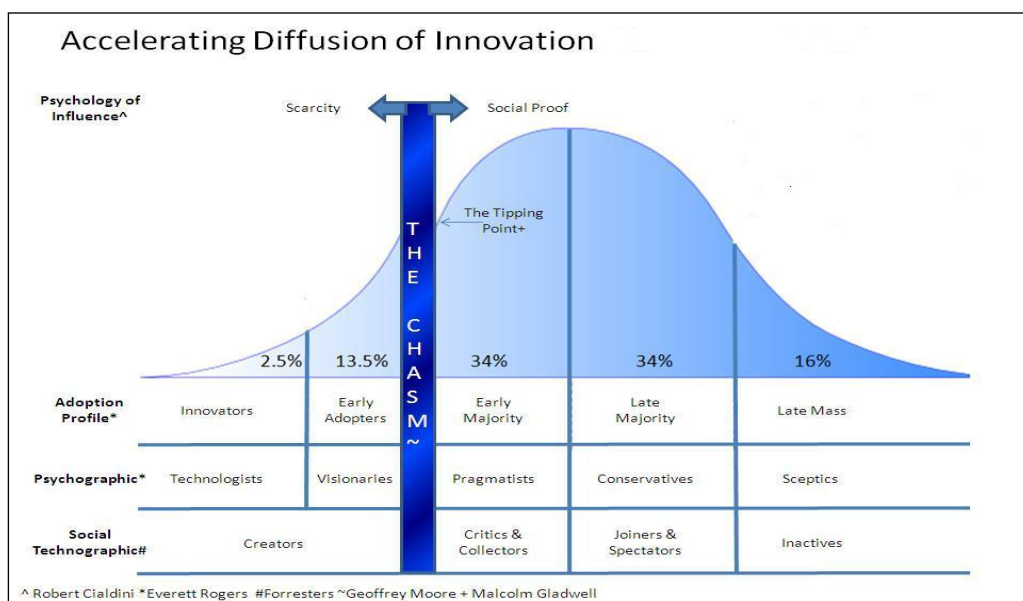 Accelerating Diffusion of Innovation
Psychology of
Influence^
Scarcity
Social Proof
The Tipping
Point+
THE CHASM~
2.5%
13.5%
34%
34%
16%
Adoption
Profile*
Innovators
Early
Adopters
Early
Majority
Late
Majority
Late Mass
Psychographic*
Technologists
Visionaries
Pragmatists
Conservatives
Sceptics
Social
Technographic#
Creators
Critics &
Collectors
Joiners &
Spectators
Inactives
^ Robert Cialdini *Everett Rogers #Forresters ~Geoffrey Moore + Malcolm Gladwell